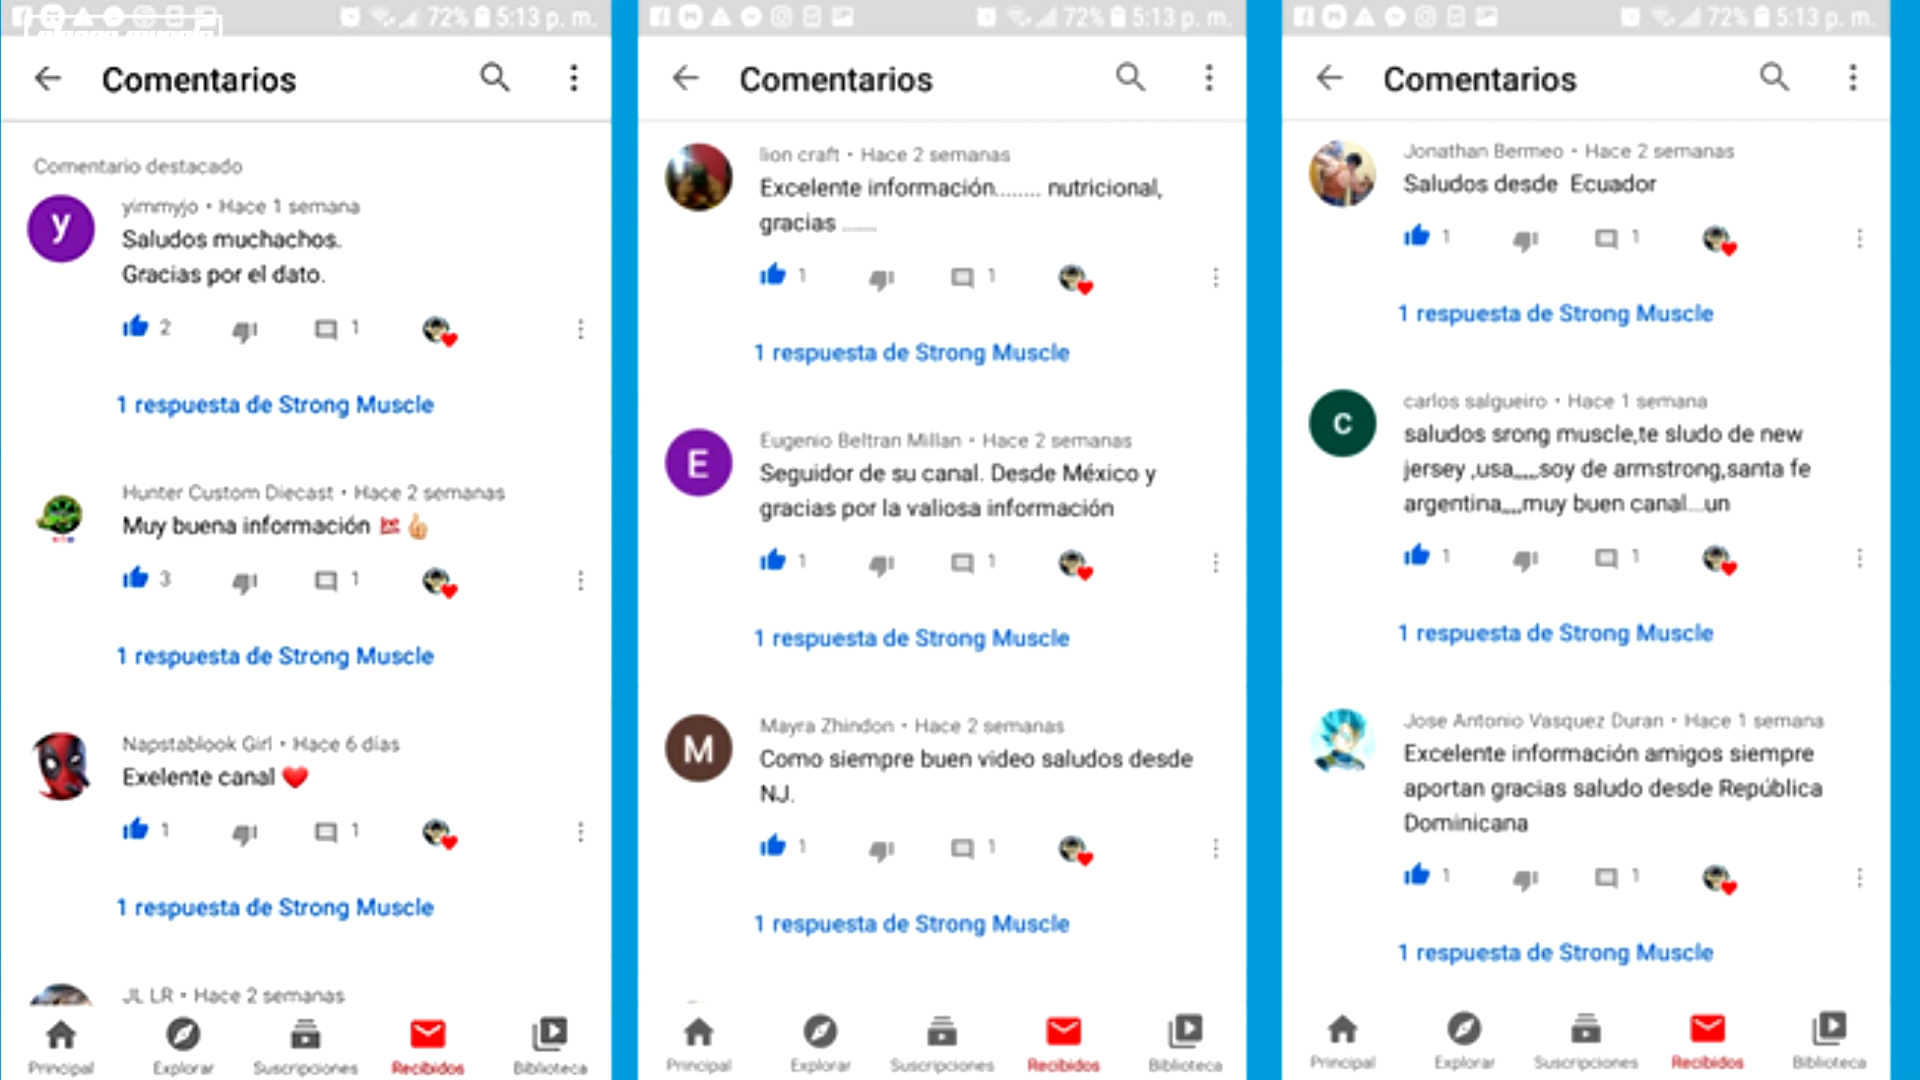 72% 5:13 p. m.
Comentarios
Comentario destacado
yimmyjo • Hace 1 semana
Saludos muchachos.
Gracias por el dato.
2 1
1 respuesta de Strong Muscle
Hunter Custom Diecast • Hace 2 semanas
Muy buena información
3 1
1 respuesta de Strong Muscle
Napstablook Girl • Hace 6 días
Exelente canal ❤️
1 1
1 respuesta de Strong Muscle
JL LR • Hace 2 semanas
Principal Explorar Suscripciones Recibidos Biblioteca
72% 5:13 p. m.
Comentarios
lion craft • Hace 2 semanas
Excelente información........ nutricional,
gracias .......
1 1
1 respuesta de Strong Muscle
E
Eugenio Beltran Millan • Hace 2 semanas
Seguidor de su canal. Desde México y
gracias por la valiosa información
1 1
1 respuesta de Strong Muscle
M
Mayra Zhindon • Hace 2 semanas
Como siempre buen video saludos desde
NJ.
1 1
1 respuesta de Strong Muscle
Principal Explorar Suscripciones Recibidos Biblioteca
72% 5:13 p. m.
Comentarios
Jonathan Bermeo • Hace 2 semanas
Saludos desde Ecuador
1 1
1 respuesta de Strong Muscle
c
carlos salgueiro • Hace 1 semana
saludos srong muscle,te sludo de new
jersey ,usa,,,,,soy de armstrong,santa fe
argentina,,,,muy buen canal....un
1 1
1 respuesta de Strong Muscle
Jose Antonio Vasquez Duran • Hace 1 semana
Excelente información amigos siempre
aportan gracias saludo desde República
Dominicana
1 1
1 respuesta de Strong Muscle
Principal Explorar Suscripciones Recibidos Biblioteca